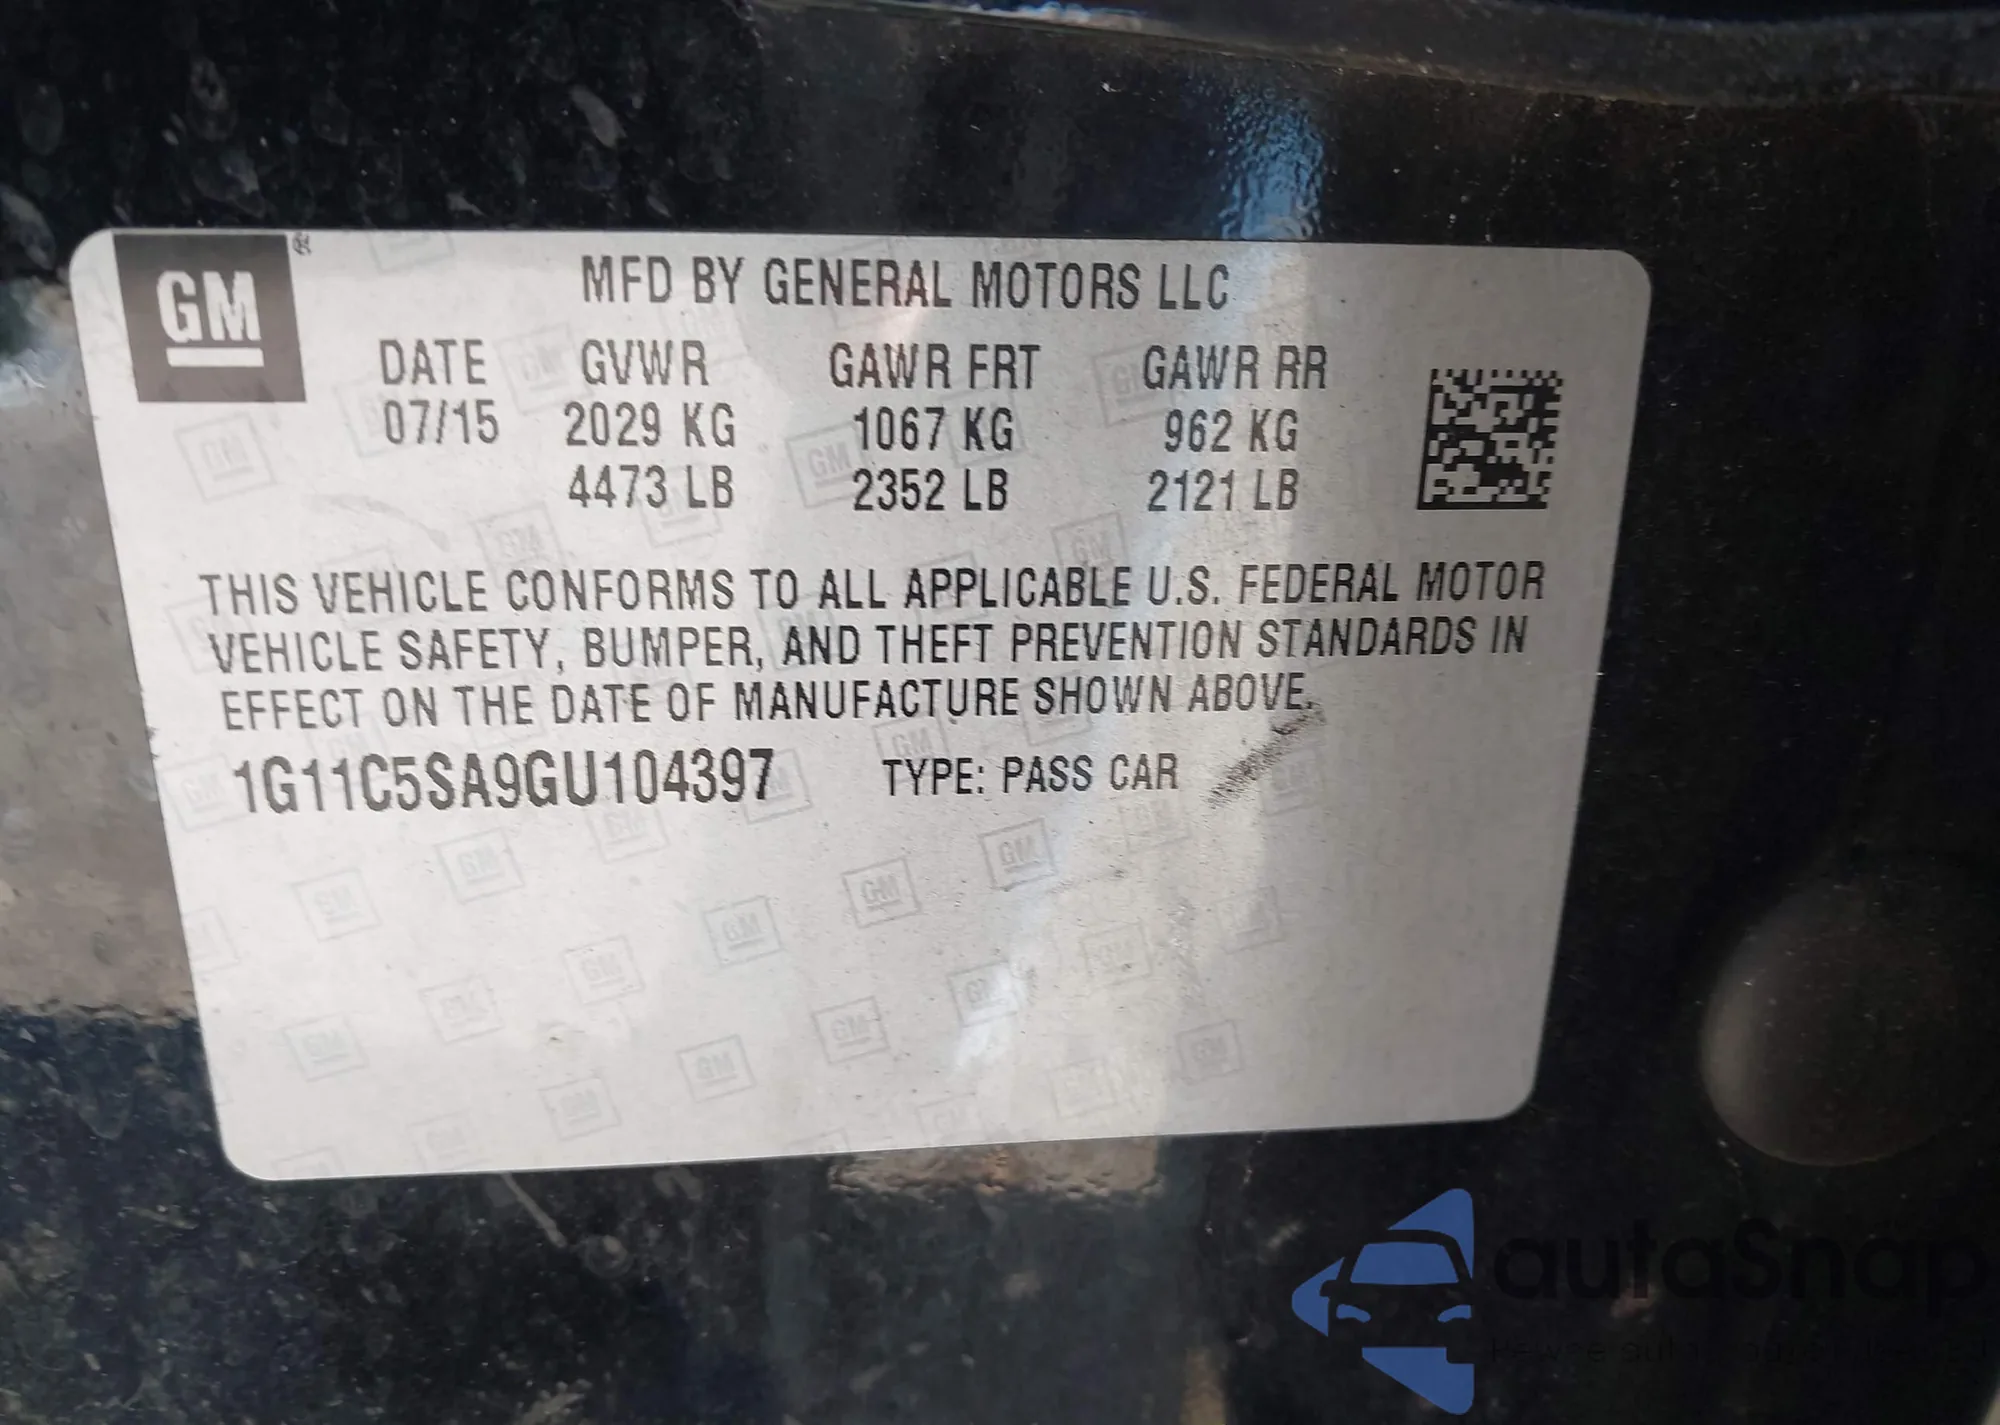 GM
MFD BY GENERAL MOTORS LLC
DATE GVWR GAWR FRT GAWR RR
07/15 2029 KG 1067 KG 962 KG
4473 LB 2352 LB 2121 LB
THIS VEHICLE CONFORMS TO ALL APPLICABLE U.S. FEDERAL MOTOR
VEHICLE SAFETY, BUMPER, AND THEFT PREVENTION STANDARDS IN
EFFECT ON THE DATE OF MANUFACTURE SHOWN ABOVE.
1G11C5SA9GU104397 TYPE: PASS CAR
autaSnap